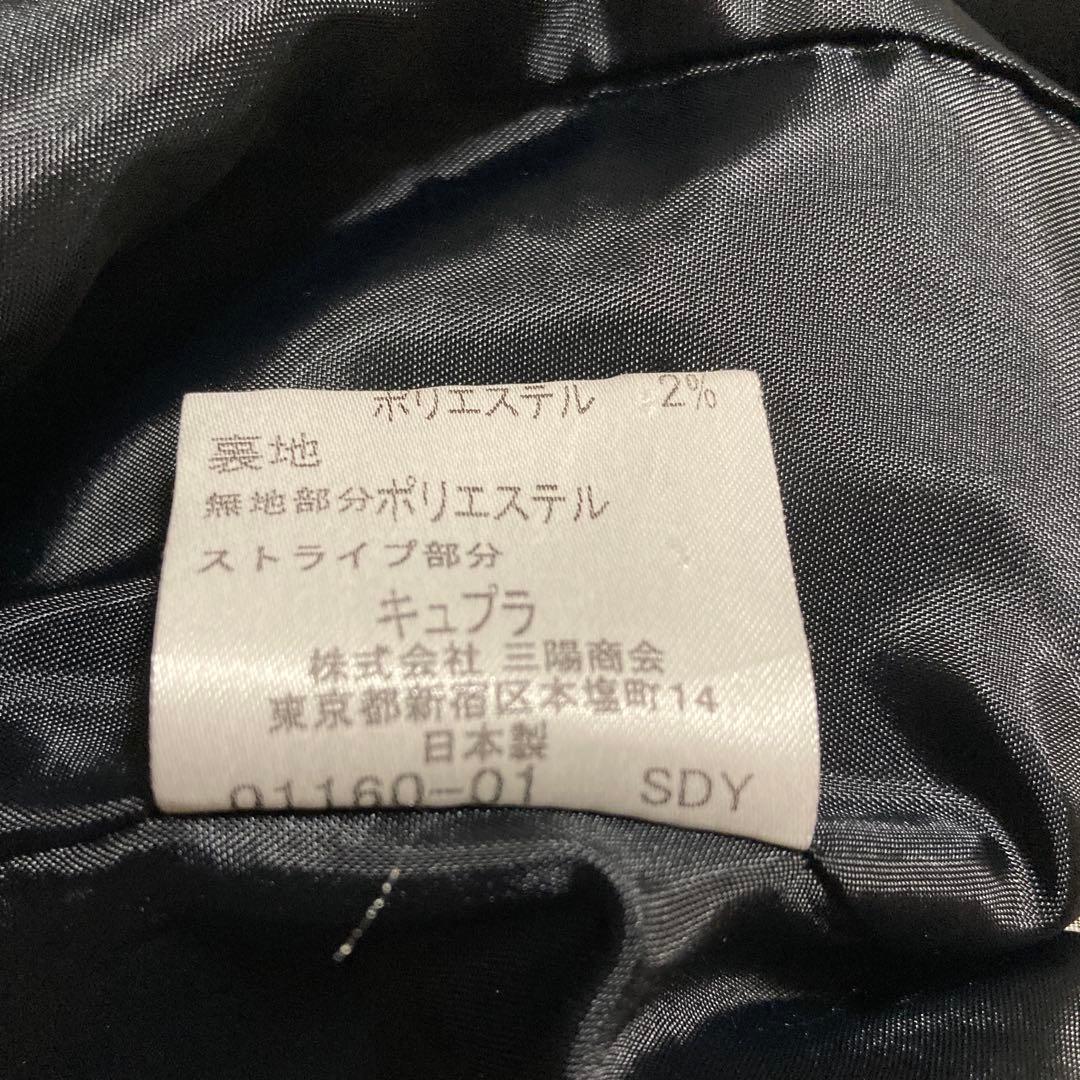 ポリエステル 2%
裏地
無地部分ポリエステル
ストライプ部分
キュプラ
株式会社 三陽商会
東京都新宿区本塩町14
日本製
01160-01 SDY